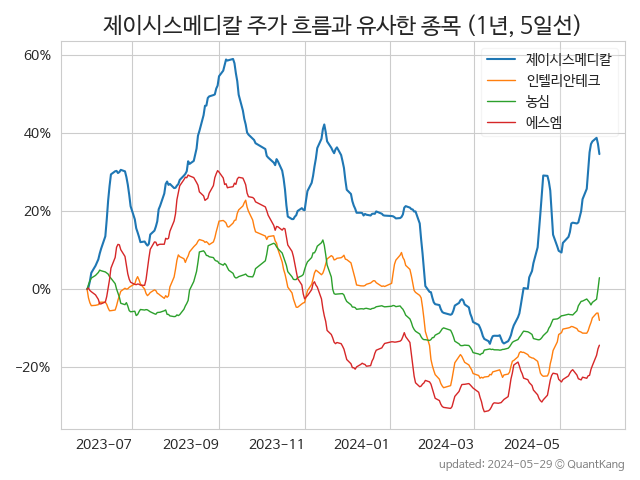 제이시스메디칼 주가 흐름과 유사한 종목 (1년, 5일선)
제이시스메디칼
인텔리안테크
농심
에스엠
60%
40%
20%
0%
−20%
2023-07
2023-09
2023-11
2024-01
2024-03
2024-05
updated: 2024-05-29 © QuantKang